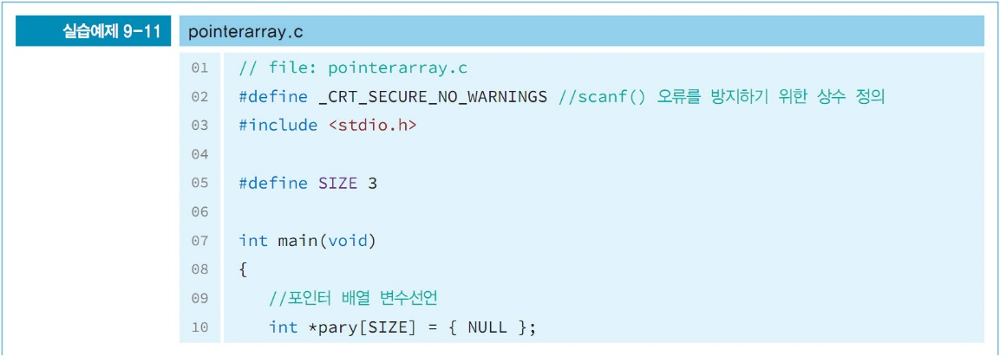 실습예제 9-11 pointerarray.c
01 // file: pointerarray.c
02 #define _CRT_SECURE_NO_WARNINGS //scanf() 오류를 방지하기 위한 상수 정의
03 #include <stdio.h>
04
05 #define SIZE 3
06
07 int main(void)
08 {
09 //포인터 배열 변수선언
10 int *pary[SIZE] = { NULL };